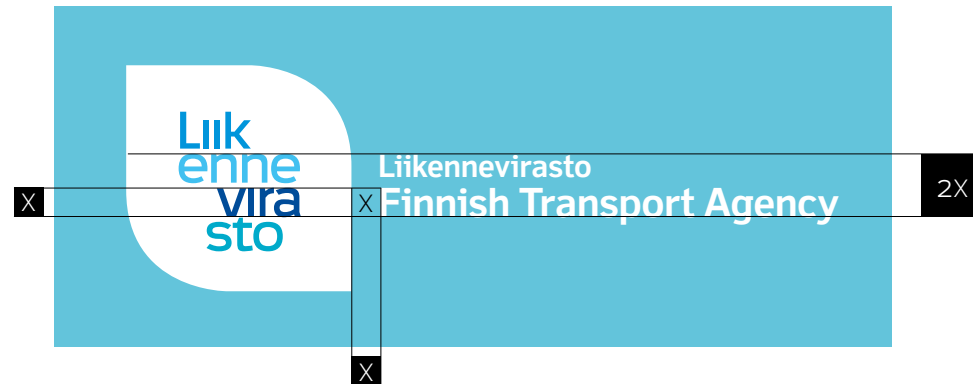 Liik
enne
vira
sto
Liikennevirasto
Finnish Transport Agency
X
X
X
2X